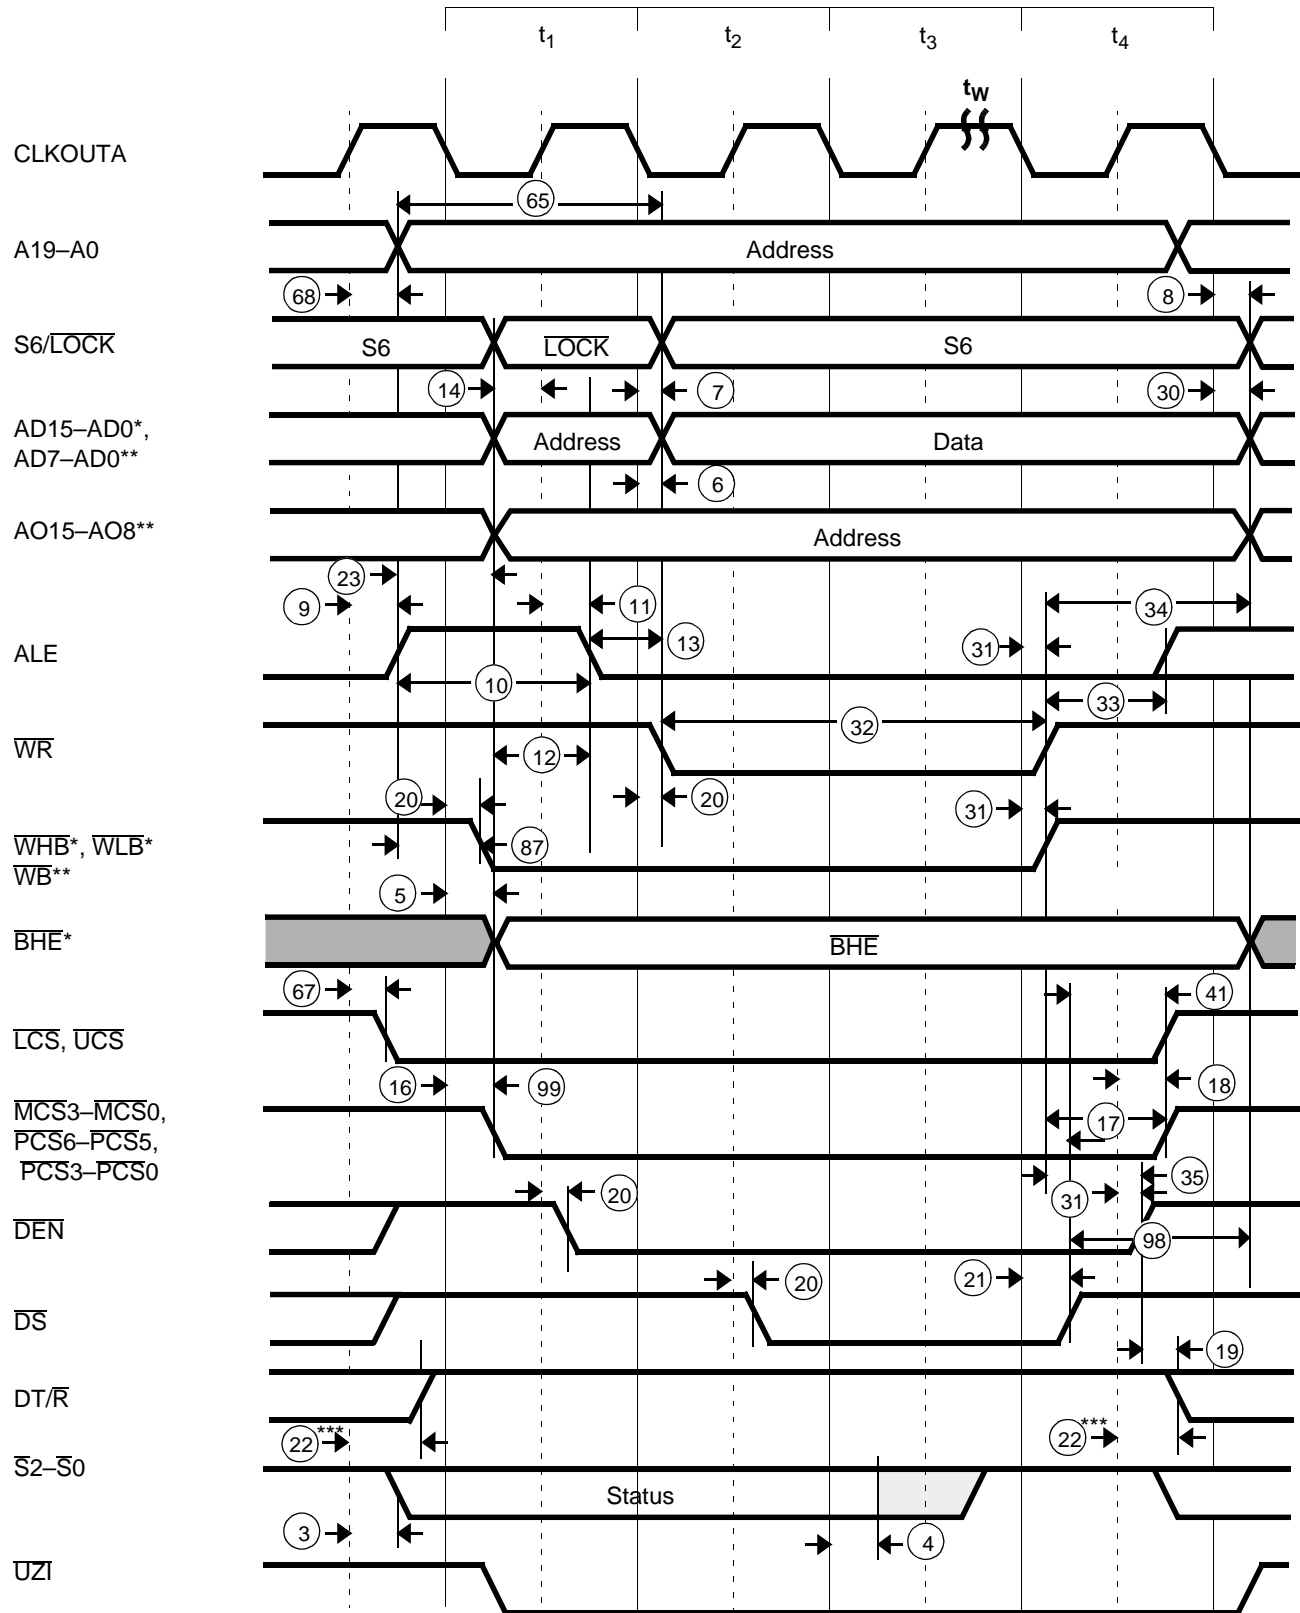 t1 t2 t3 t4
tW
CLKOUTA
65
A19–A0 Address
68 8
S6/LOCK S6 LOCK S6
14 7 30
AD15–AD0*,
AD7–AD0** Address Data
6
AO15–AO8** Address
23
9 11 34
ALE 13 31
10 33
WR 32
12
20 20 31
WHB*, WLB* 87
WB**
5
BHE* BHE
67 41
LCS, UCS
16 99 18
MCS3–MCS0, 17
PCS6–PCS5,
PCS3–PCS0 35
20 31
DEN 98
20 21
DS
19
DT/R
22*** 22***
S2–S0 Status
3 4
UZI